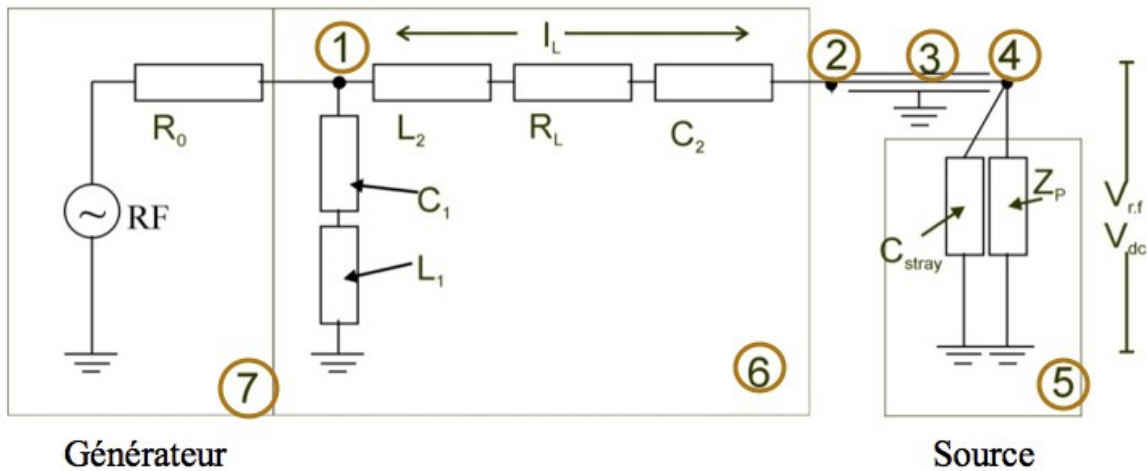 1
I_L
2
3
4
R_0
L_2
R_L
C_2
~
RF
C_1
L_1
Z_P
C_stray
V_r.f
V_dc
7
6
5
Générateur
Source